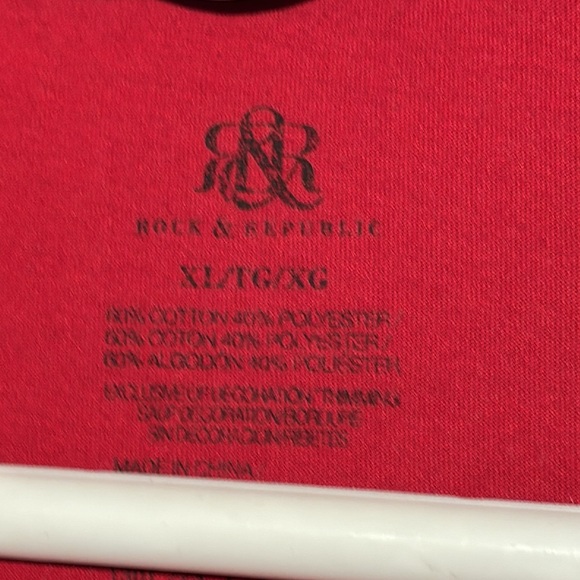 R&R
ROCK & REPUBLIC
XL/TG/XG
60% COTTON 40% POLYESTER /
60% COTON 40% POLYESTER /
60% ALGODÓN 40% POLIÉSTER
EXCLUSIVE OF DECORATION/TRIMMING
SAUF DÉCORATION/BORDURE
SIN DECORACIÓN/RIBETES
MADE IN CHINA